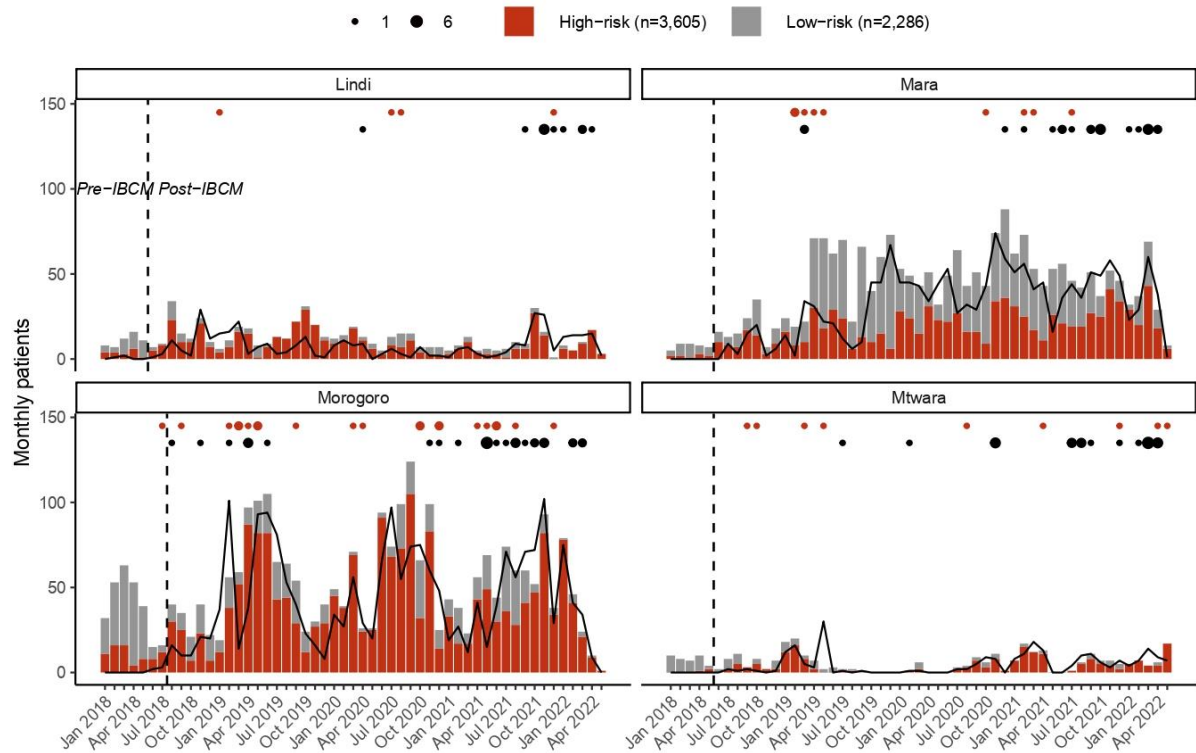 1 6 High−risk (n=3,605) Low−risk (n=2,286)
Lindi Mara
150
100
50
0
Pre−IBCM Post−IBCM
Morogoro Mtwara
150
100
50
0
Monthly patients
Jan 2018 Apr 2018 Jul 2018 Oct 2018 Jan 2019 Apr 2019 Jul 2019 Oct 2019 Jan 2020 Apr 2020 Jul 2020 Oct 2020 Jan 2021 Apr 2021 Jul 2021 Oct 2021 Jan 2022 Apr 2022
Jan 2018 Apr 2018 Jul 2018 Oct 2018 Jan 2019 Apr 2019 Jul 2019 Oct 2019 Jan 2020 Apr 2020 Jul 2020 Oct 2020 Jan 2021 Apr 2021 Jul 2021 Oct 2021 Jan 2022 Apr 2022